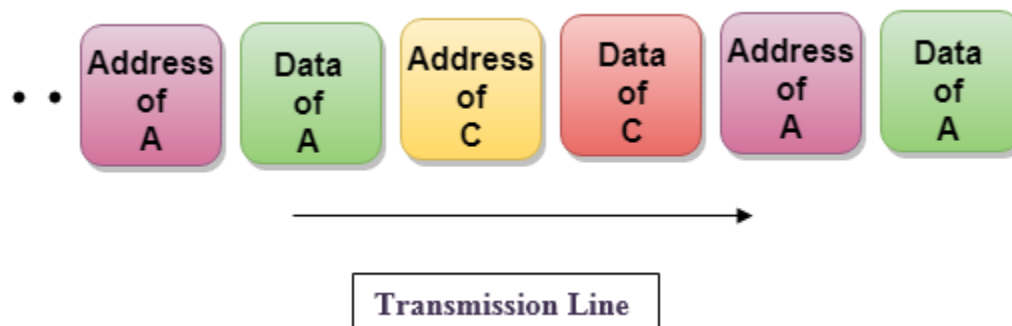 Address
of
A
Data
of
A
Address
of
C
Data
of
C
Address
of
A
Data
of
A
Transmission Line